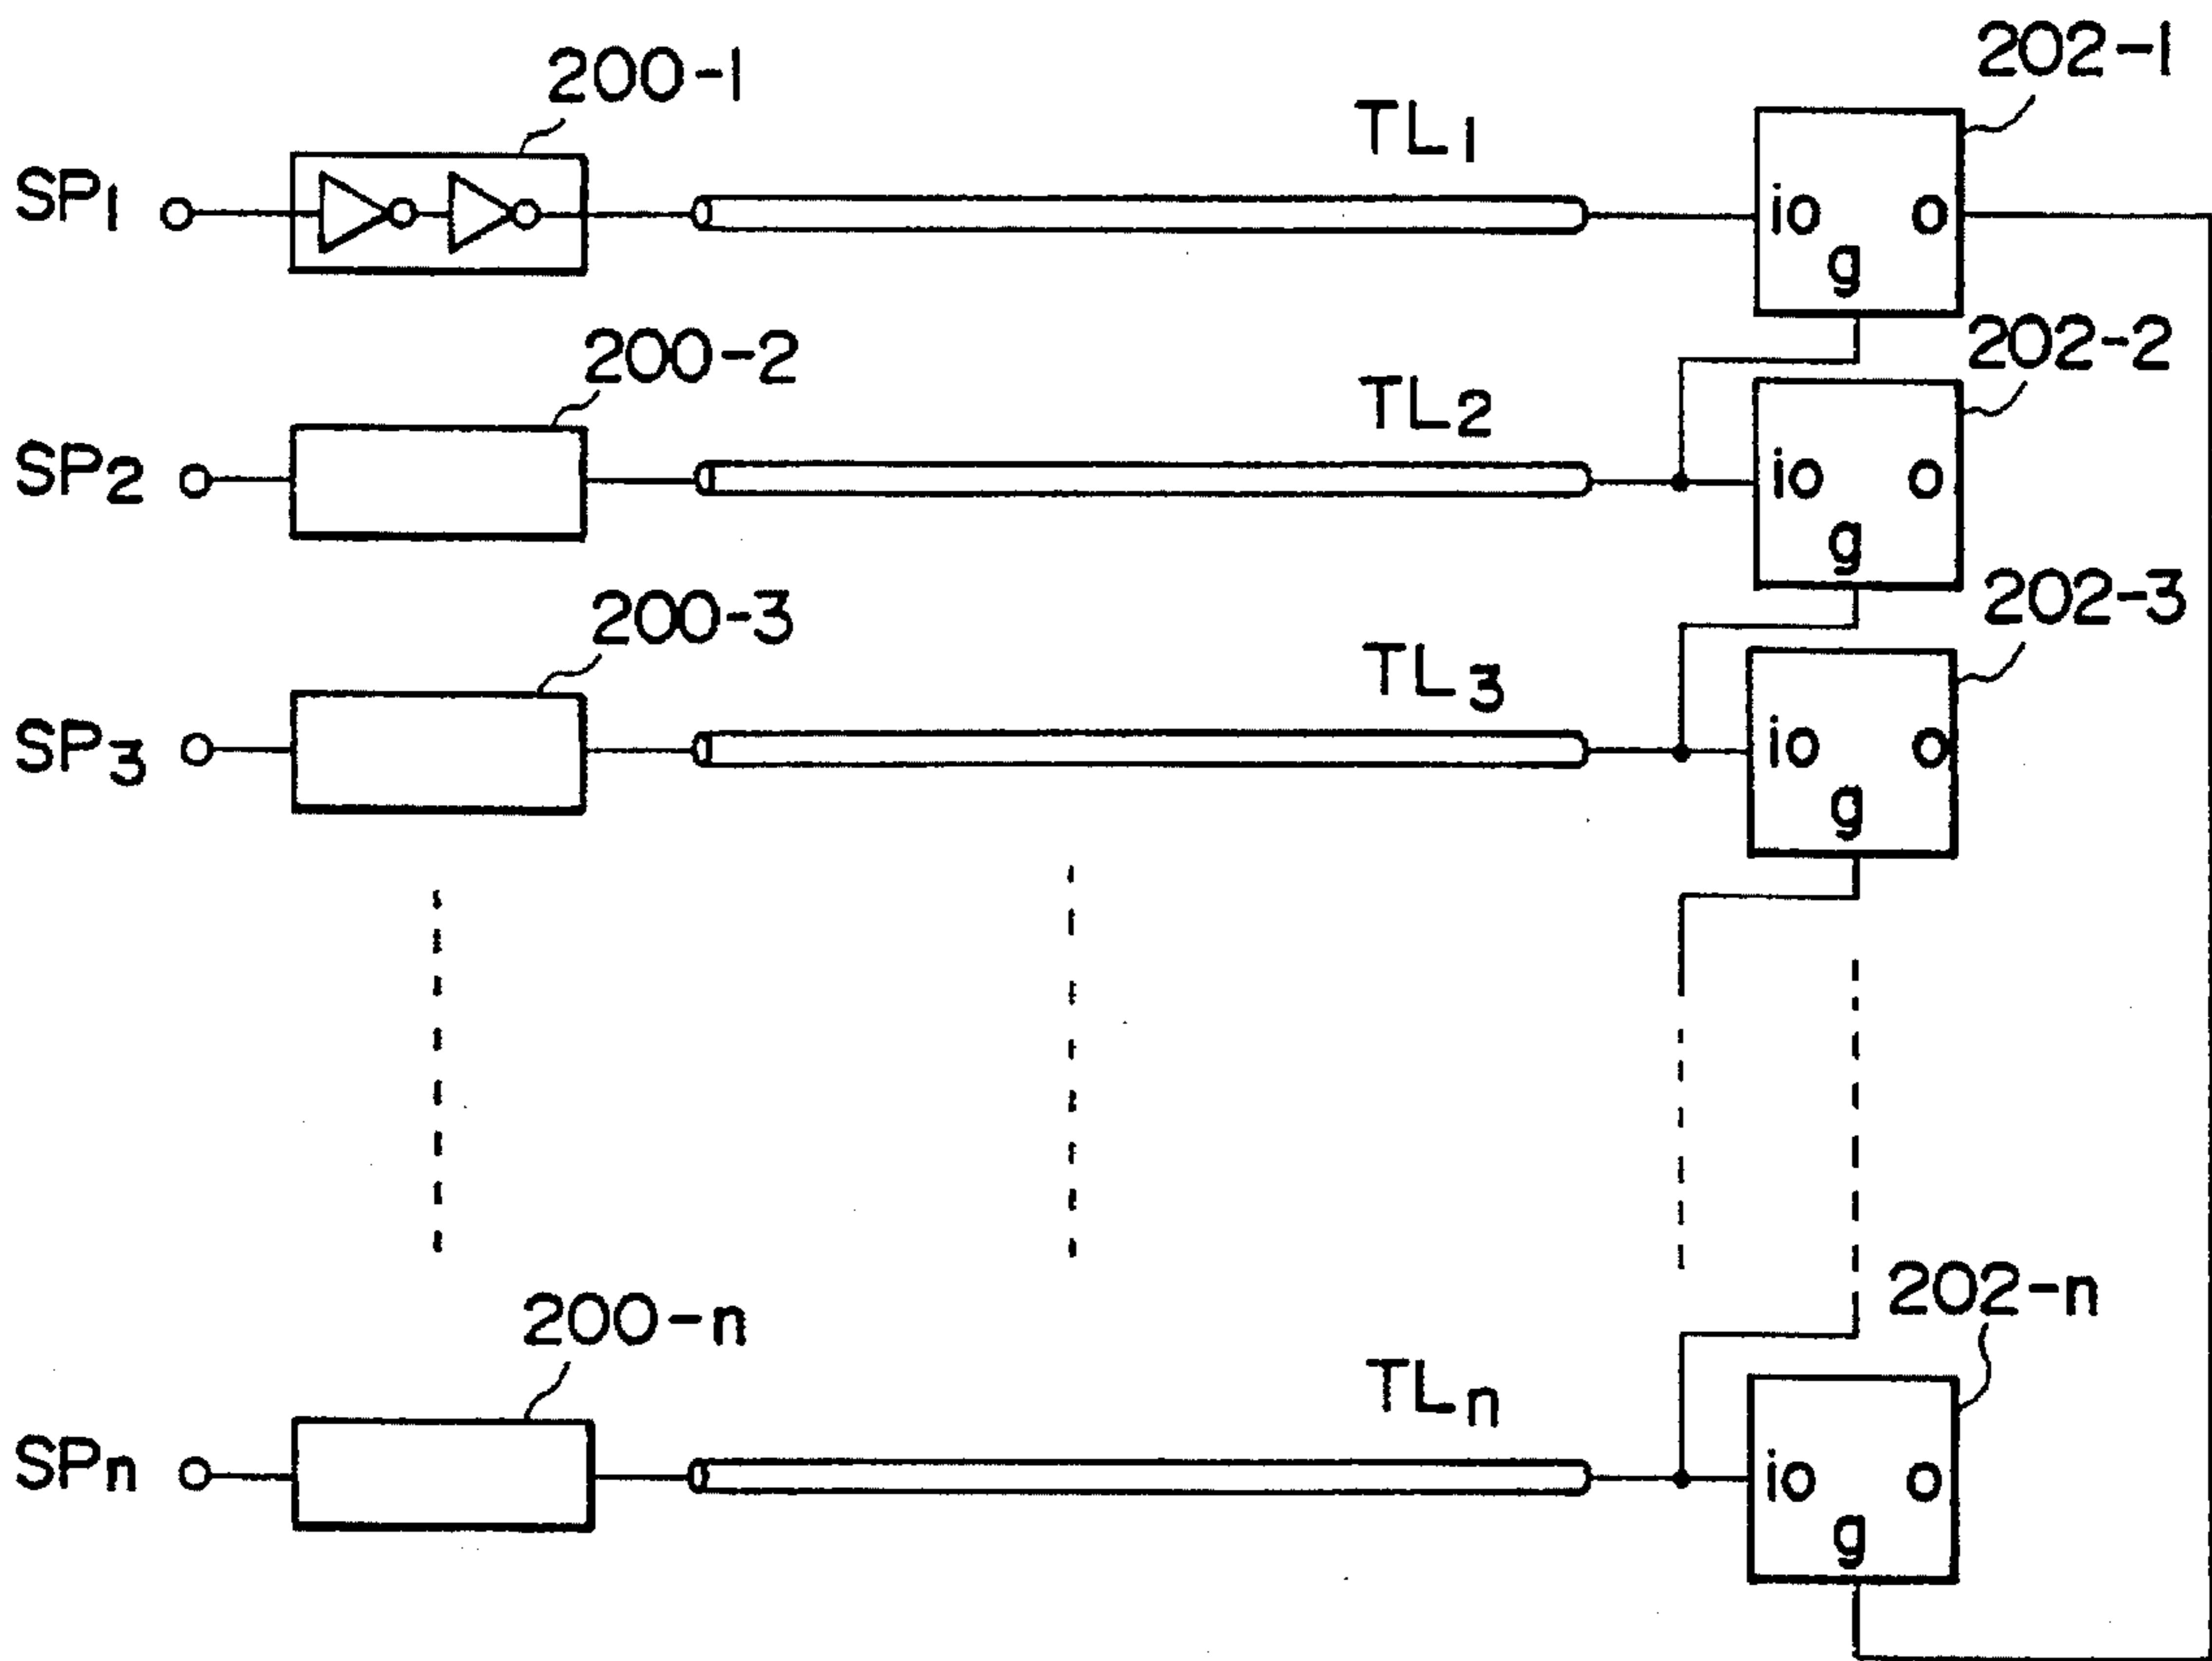 200-1
202-1
TL1
SP1
io o
g
200-2
202-2
TL2
SP2
io o
g
200-3
202-3
TL3
SP3
io o
g
200-n
202-n
TLn
SPn
io o
g